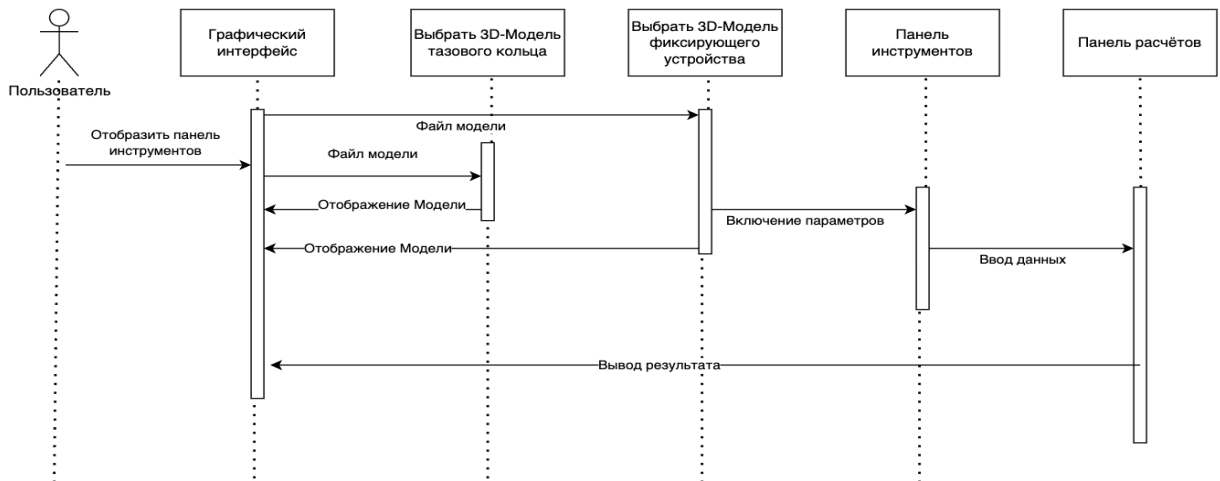 Графический
интерфейс
Выбрать 3D-Модель
тазового кольца
Выбрать 3D-Модель
фиксирующего
устройства
Панель
инструментов
Панель расчётов
Пользователь
Файл модели
Отобразить панель
инструментов
Файл модели
Отображение Модели
Включение параметров
Отображение Модели
Ввод данных
Вывод результата